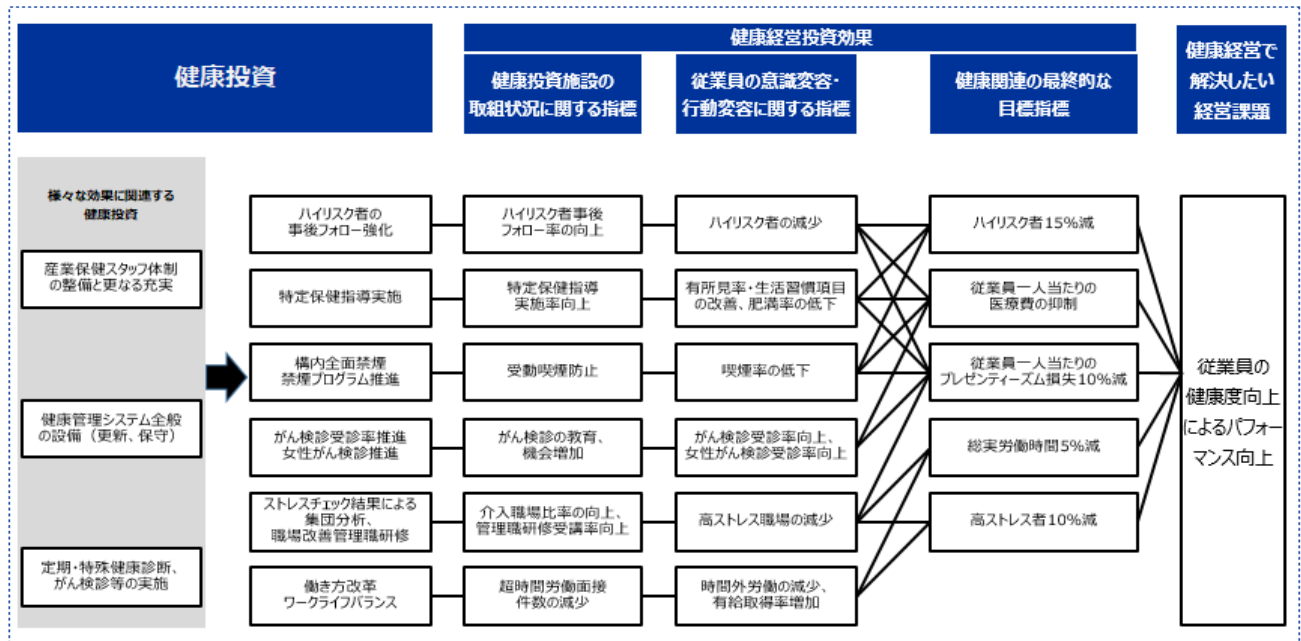 健康投資
健康経営投資効果
健康投資施設の
取組状況に関する指標
従業員の意識変容・
行動変容に関する指標
健康関連の最終的な
目標指標
健康経営で
解決したい
経営課題
様々な効果に関連する
健康投資
産業保健スタッフ体制
の整備と更なる充実
健康管理システム全般
の設備（更新、保守）
定期・特殊健康診断、
がん検診等の実施
ハイリスク者の
事後フォロー強化
ハイリスク者事後
フォロー率の向上
ハイリスク者の減少
ハイリスク者15%減
特定保健指導実施
特定保健指導
実施率向上
有所見率・生活習慣項目
の改善、肥満率の低下
従業員一人当たりの
医療費の抑制
構内全面禁煙
禁煙プログラム推進
受動喫煙防止
喫煙率の低下
従業員一人当たりの
プレゼンティーズム損失10%減
がん検診受診率推進
女性がん検診推進
がん検診の教育、
機会増加
がん検診受診率向上、
女性がん検診受診率向上
総実労働時間5%減
ストレスチェック結果による
集団分析、
職場改善管理職研修
介入職場比率の向上、
管理職研修受講率向上
高ストレス職場の減少
高ストレス者10%減
働き方改革
ワークライフバランス
超時間労働面接
件数の減少
時間外労働の減少、
有給取得率増加
従業員の
健康度向上
によるパフォー
マンス向上